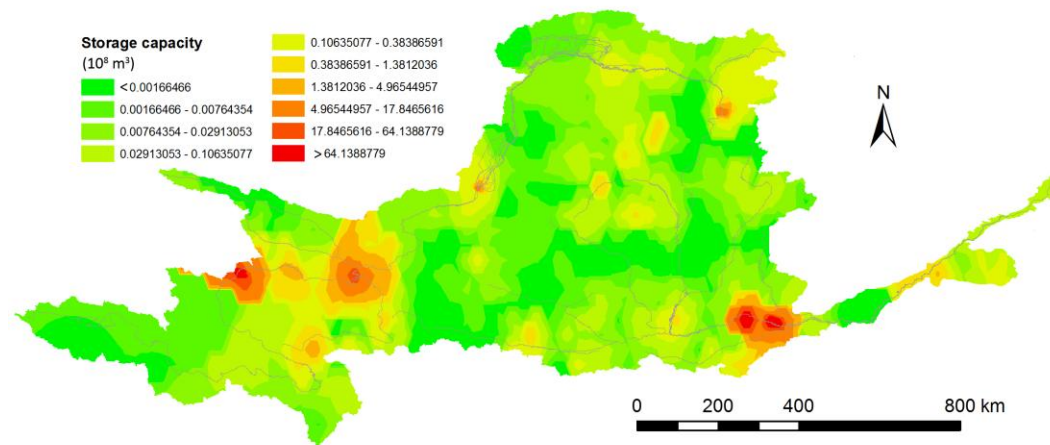 Storage capacity
(10⁸ m³)
<0.00166466
0.00166466 - 0.00764354
0.00764354 - 0.02913053
0.02913053 - 0.10635077
0.10635077 - 0.38386591
0.38386591 - 1.3812036
1.3812036 - 4.96544957
4.96544957 - 17.8465616
17.8465616 - 64.1388779
>64.1388779
N
0 200 400 800 km